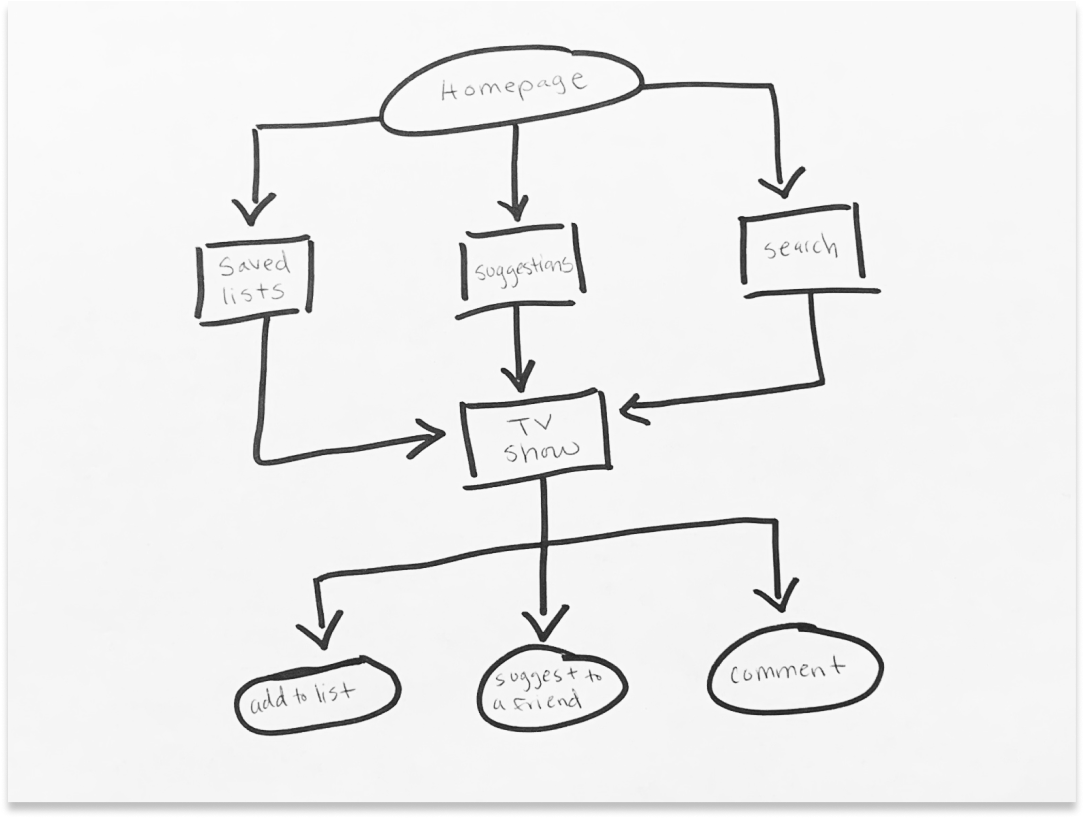 Homepage
saved
lists
suggestions
search
TV
show
add to list
suggest to
a friend
comment